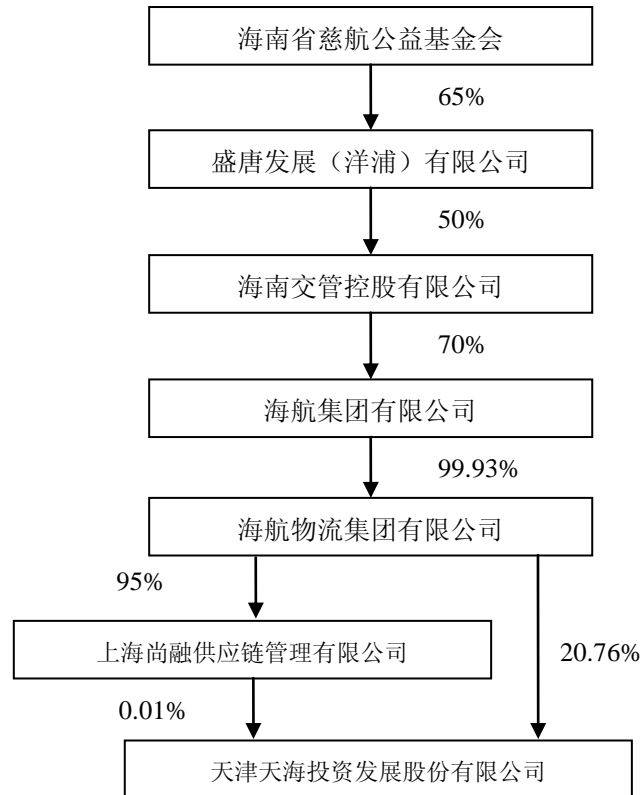 海南省慈航公益基金会
65%
盛唐发展（洋浦）有限公司
50%
海南交管控股有限公司
70%
海航集团有限公司
99.93%
海航物流集团有限公司
95%
上海尚融供应链管理有限公司
20.76%
0.01%
天津天海投资发展股份有限公司